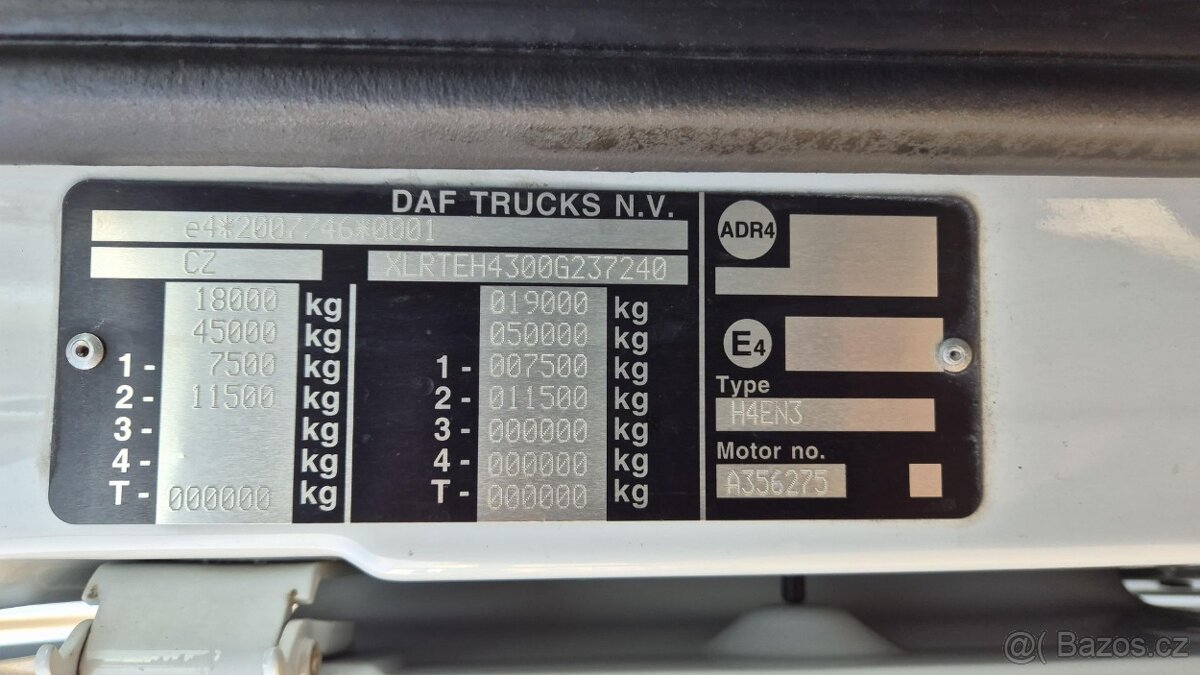 DAF TRUCKS N.V.
e4*2007/46*0001
CZ XLRTEH4300G237240
18000 kg 019000 kg
45000 kg 050000 kg
1- 7500 kg 1- 007500 kg
2- 11500 kg 2- 011500 kg
3- kg 3- 000000 kg
4- kg 4- 000000 kg
T- 000000 kg T- 000000 kg
ADR4
E4
Type
H4EN3
Motor no.
A356275
@( Bazos.cz